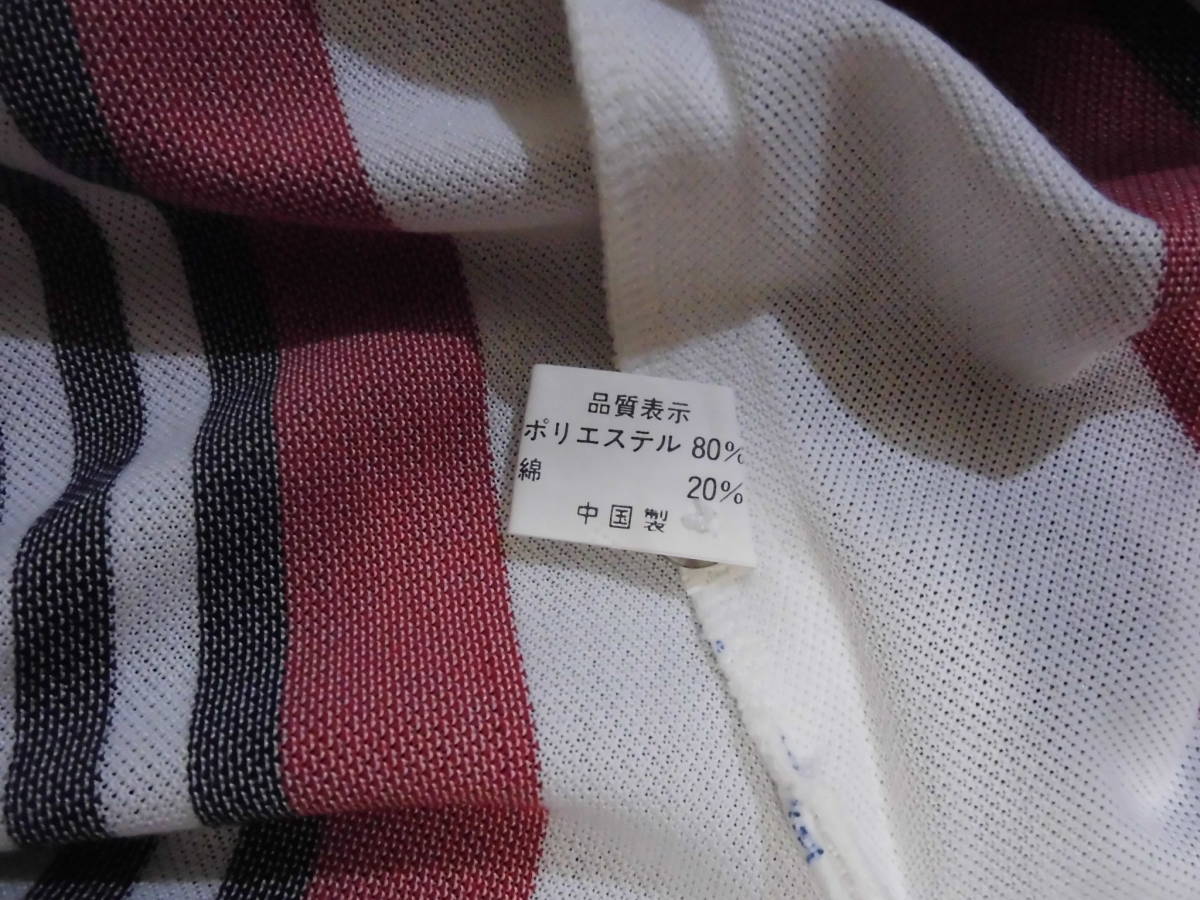 品質表示
ポリエステル 80%
綿 20%
中国製